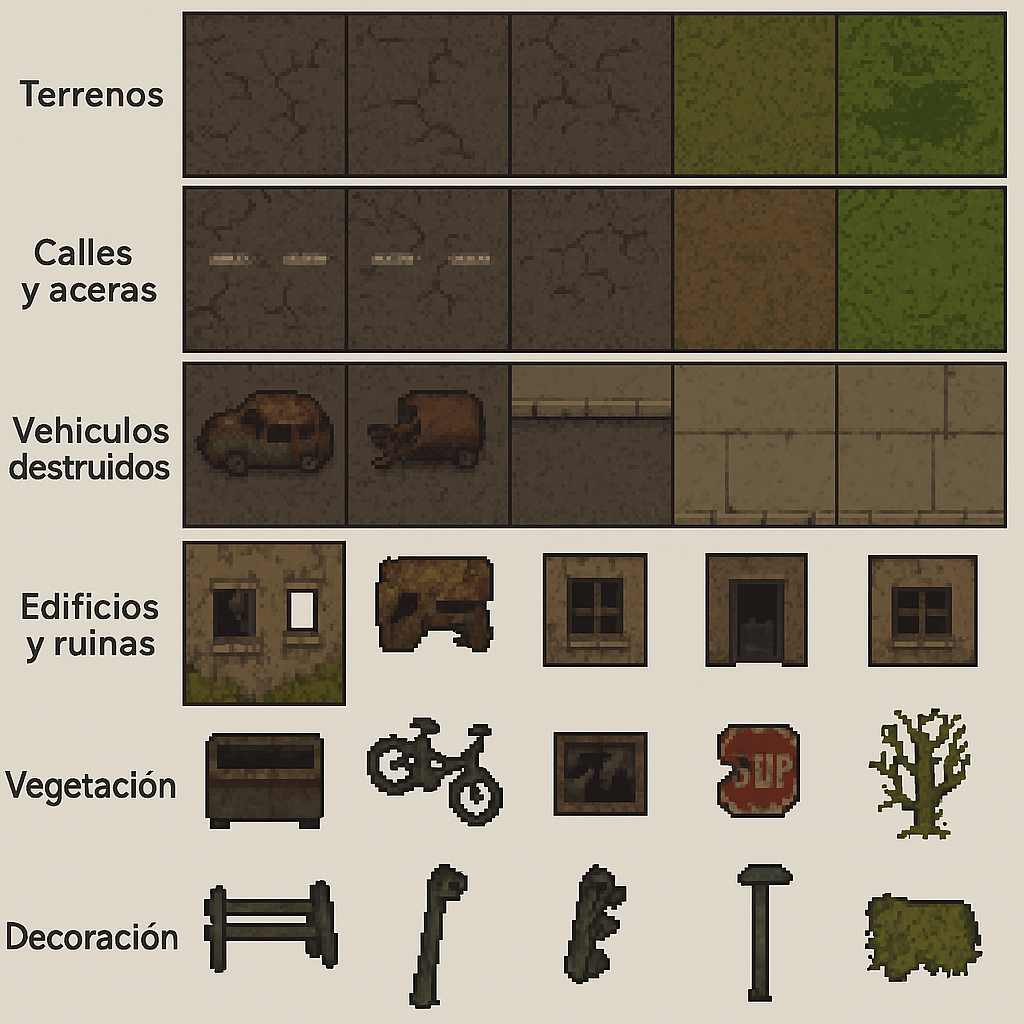 Terrenos
Calles
y aceras
Vehiculos
destruidos
Edificios
y ruinas
Vegetación
SUP
Decoración